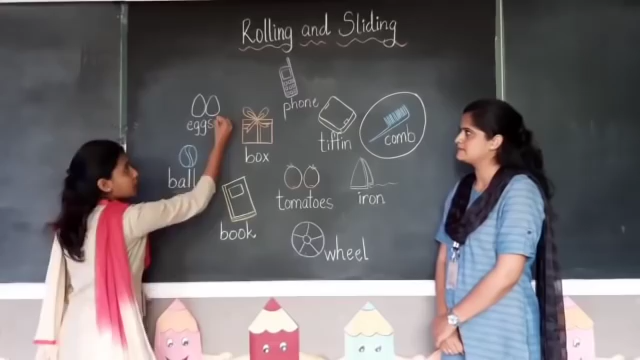 Rolling and Sliding
phone
eggs
tiffin
comb
box
ball
tomatoes
iron
book
wheel